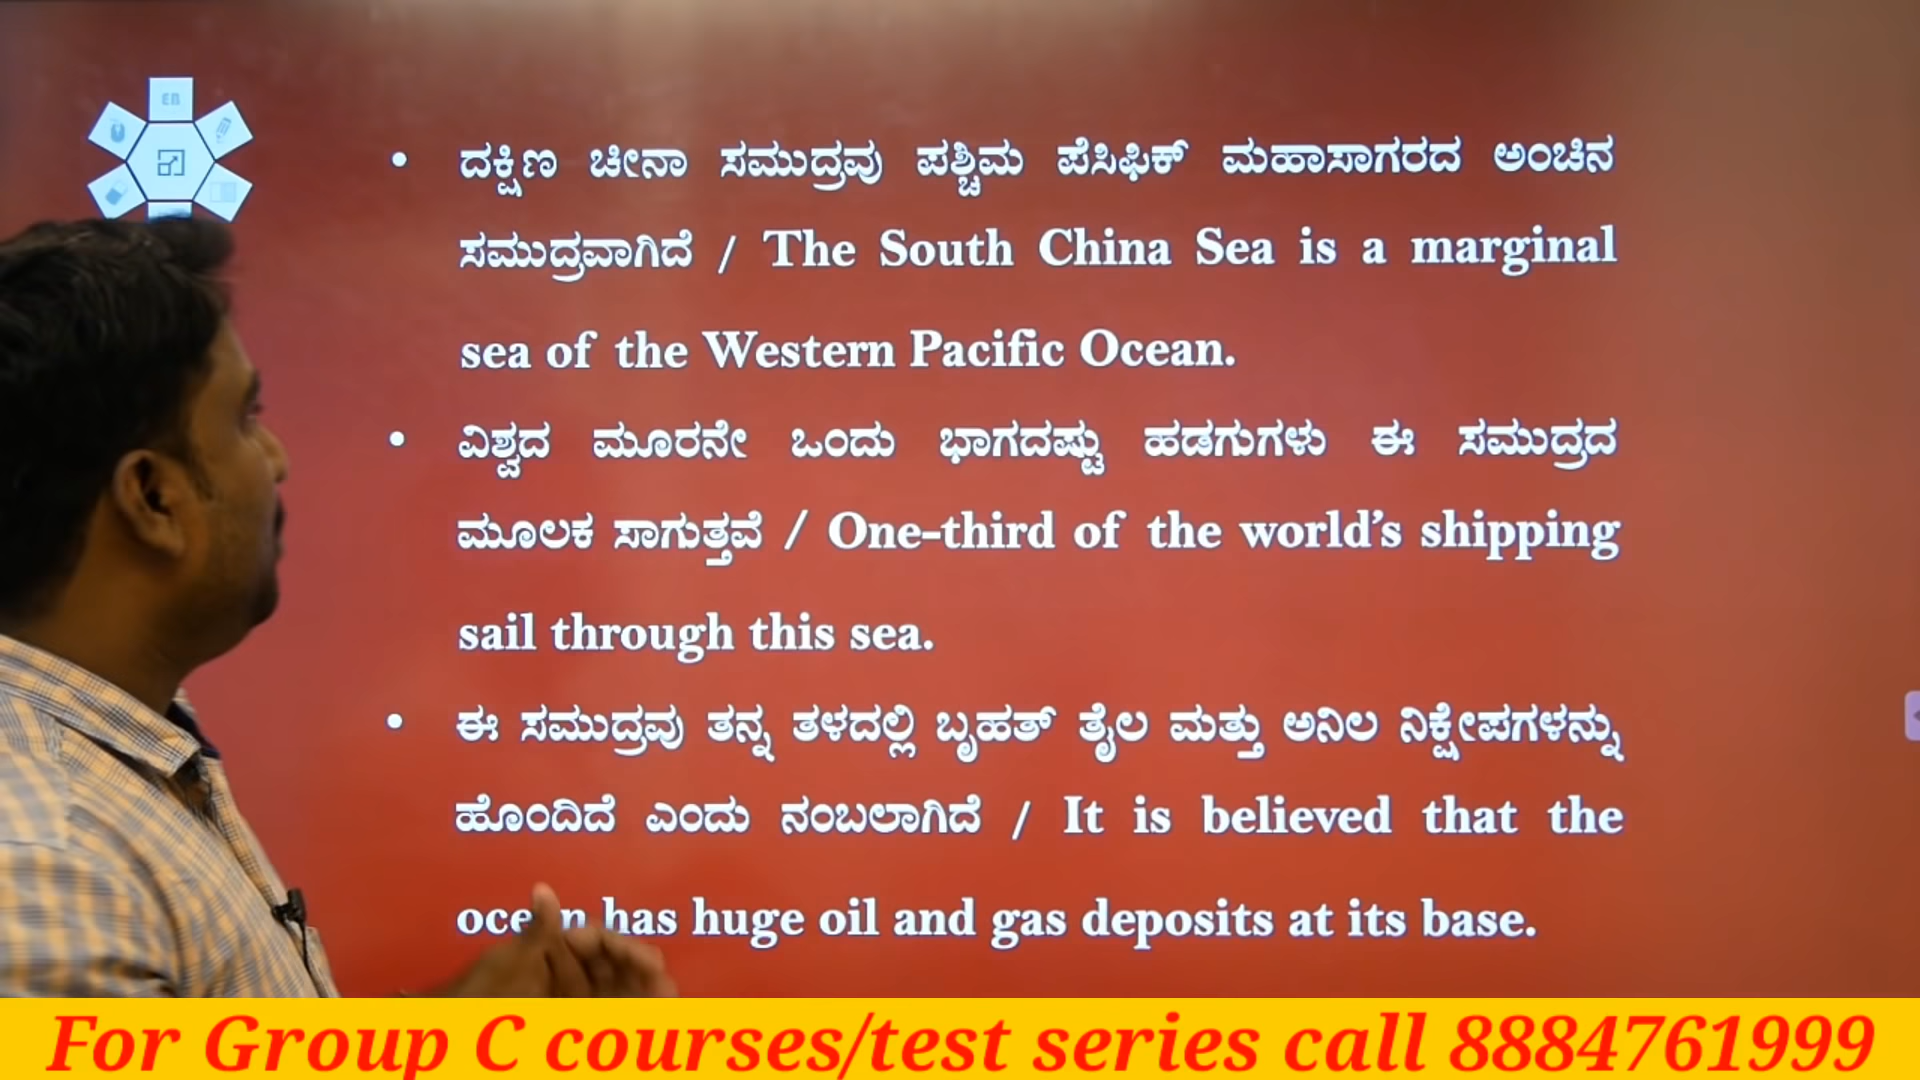 EB
• ದಕ್ಷಿಣ ಚೀನಾ ಸಮುದ್ರವು ಪಶ್ಚಿಮ ಪೆಸಿಫಿಕ್ ಮಹಾಸಾಗರದ ಅಂಚಿನ
ಸಮುದ್ರವಾಗಿದೆ / The South China Sea is a marginal
sea of the Western Pacific Ocean.
• ವಿಶ್ವದ ಮೂರನೇ ಒಂದು ಭಾಗದಷ್ಟು ಹಡಗುಗಳು ಈ ಸಮುದ್ರದ
ಮೂಲಕ ಸಾಗುತ್ತವೆ / One-third of the world's shipping
sail through this sea.
• ಈ ಸಮುದ್ರವು ತನ್ನ ತಳದಲ್ಲಿ ಬೃಹತ್ ತೈಲ ಮತ್ತು ಅನಿಲ ನಿಕ್ಷೇಪಗಳನ್ನು
ಹೊಂದಿದೆ ಎಂದು ನಂಬಲಾಗಿದೆ / It is believed that the
ocean has huge oil and gas deposits at its base.
For Group C courses/test series call 8884761999